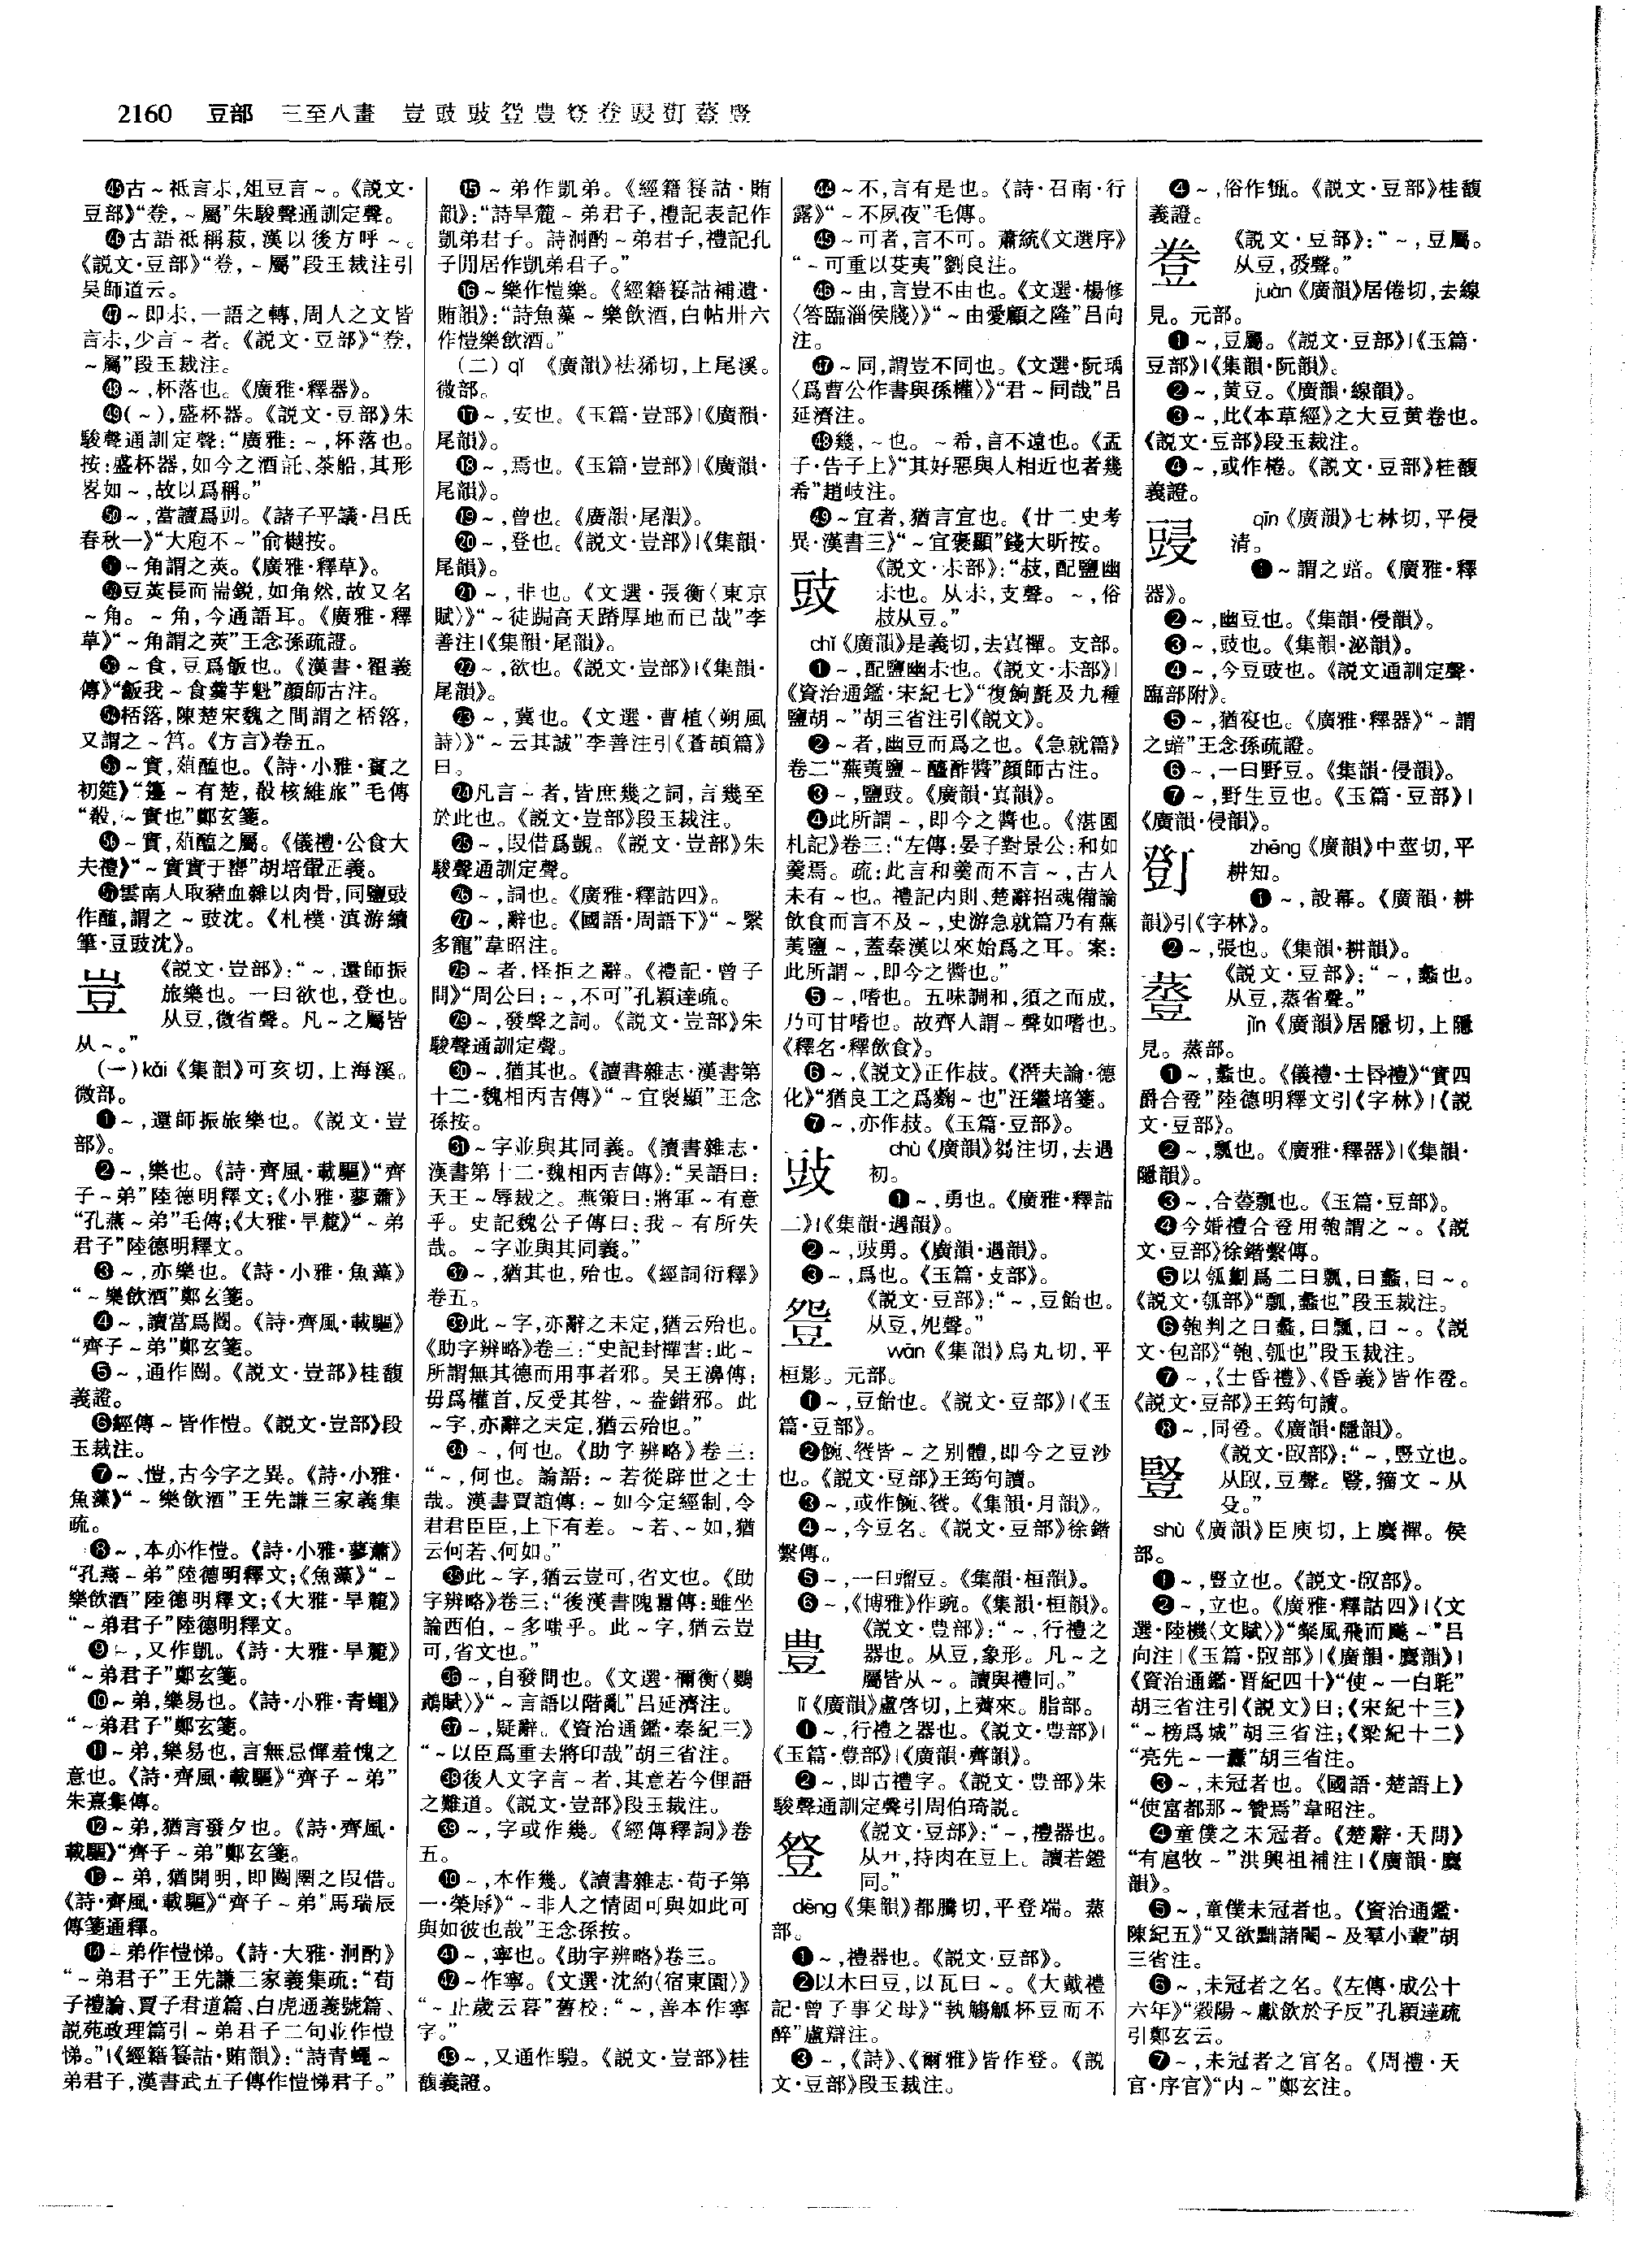 2160 豆部 三至八畫 豈豉䜴䜺豊䇺豋䝐䜾䔖豎
㊺古～祇言尗，俎豆言～。《説文·
豆部》“䇺，～屬”朱駿聲通訓定聲。
㊻古語祇稱菽，漢以後方呼～。
《説文·豆部》“䇺，～屬”段玉裁注引
吴師道云。
㊼～即尗，一語之轉，周人之文皆
言尗，少言～者。《説文·豆部》“䇺，
～屬”段玉裁注。
㊽～，杯落也。《廣雅·釋器》。
㊾(～)，盛杯器。《説文·豆部》朱
駿聲通訓定聲：“廣雅：～，杯落也。
按：盛杯器，如今之酒託、茶船，其形
畧如～，故以爲稱。”
㊿～，當讀爲剅。《諸子平議·吕氏
春秋一》“大庖不～”俞樾按。
～角謂之莢。《廣雅·釋草》。
豆莢長而耑鋭，如角然，故又名
～角。～角，今通語耳。《廣雅·釋
草》“～角謂之莢”王念孫疏證。
～食，豆爲飯也。《漢書·翟義
傳》“飯我～食羹芋魁”顔師古注。
桮落，陳楚宋魏之間謂之桮落，
又謂之～筥。《方言》卷五。
～實，菹醢也。《詩·小雅·賓之
初筵》“籩～有楚，殽核維旅”毛傳
“殽，～實也”鄭玄箋。
～實，菹醢之屬。《儀禮·公食大
夫禮》“～實實于罋”胡培翬正義。
雲南人取豬血雜以肉骨，同鹽豉
作醢，謂之～豉沈。《札樸·滇游續
筆·豆豉沈》。
豈 《説文·豈部》：“～，還師振
旅樂也。一曰欲也，登也。
从豆，微省聲。凡～之屬皆
从～。”
(一)kǎi《集韻》可亥切，上海溪。
微部。
❶～，還師振旅樂也。《説文·豈
部》。
❷～，樂也。《詩·齊風·載驅》“齊
子～弟”陸德明釋文；《小雅·蓼蕭》
“孔燕～弟”毛傳；《大雅·旱麓》“～弟
君子”陸德明釋文。
❸～，亦樂也。《詩·小雅·魚藻》
“～樂飲酒”鄭玄箋。
❹～，讀當爲闓。《詩·齊風·載驅》
“齊子～弟”鄭玄箋。
❺～，通作闓。《説文·豈部》桂馥
義證。
❻經傳～皆作愷。《説文·豈部》段
玉裁注。
❼～、愷，古今字之異。《詩·小雅·
魚藻》“～樂飲酒”王先謙三家義集
疏。
❽～，本亦作愷。《詩·小雅·蓼蕭》
“孔燕～弟”陸德明釋文；《魚藻》“～
樂飲酒”陸德明釋文；《大雅·旱麓》
“～弟君子”陸德明釋文。
❾～，又作凱。《詩·大雅·旱麓》
“～弟君子”鄭玄箋。
❿～弟，樂易也。《詩·小雅·青蠅》
“～弟君子”鄭玄箋。
⓫～弟，樂易也，言無忌憚羞愧之
意也。《詩·齊風·載驅》“齊子～弟”
朱熹集傳。
⓬～弟，猶言發夕也。《詩·齊風·
載驅》“齊子～弟”鄭玄箋。
⓭～弟，猶開明，即闓圛之叚借。
《詩·齊風·載驅》“齊子～弟”馬瑞辰
傳箋通釋。
⓮～弟作愷悌。《詩·大雅·泂酌》
“～弟君子”王先謙三家義集疏：“荀
子禮論、賈子君道篇、白虎通義號篇、
説苑政理篇引～弟君子二句並作愷
悌。”|《經籍籑詁·賄韻》：“詩青蠅～
弟君子，漢書武五子傳作愷悌君子。”
⓯～弟作凱弟。《經籍籑詁·賄
韻》：“詩旱麓～弟君子，禮記表記作
凱弟君子。詩泂酌～弟君子，禮記孔
子閒居作凱弟君子。”
⓰～樂作愷樂。《經籍籑詁補遺·
賄韻》：“詩魚藻～樂飲酒，白帖卅六
作愷樂飲酒。”
(二)qǐ 《廣韻》袪狶切，上尾溪。
微部。
⓱～，安也。《玉篇·豈部》|《廣韻·
尾韻》。
⓲～，焉也。《玉篇·豈部》|《廣韻·
尾韻》。
⓳～，曾也。《廣韻·尾韻》。
⓴～，登也。《説文·豈部》|《集韻·
尾韻》。
㉑～，非也。《文選·張衡〈東京
賦〉》“～徒跼高天蹐厚地而已哉”李
善注|《集韻·尾韻》。
㉒～，欲也。《説文·豈部》|《集韻·
尾韻》。
㉓～，冀也。《文選·曹植〈朔風
詩〉》“～云其誠”李善注引《蒼頡篇》
曰。
㉔凡言～者，皆庶幾之詞，言幾至
於此也。《説文·豈部》段玉裁注。
㉕～，叚借爲覬。《説文·豈部》朱
駿聲通訓定聲。
㉖～，詞也。《廣雅·釋詁四》。
㉗～，辭也。《國語·周語下》“～繄
多寵”韋昭注。
㉘～者，怪拒之辭。《禮記·曾子
問》“周公曰：～，不可”孔穎達疏。
㉙～，發聲之詞。《説文·豈部》朱
駿聲通訓定聲。
㉚～，猶其也。《讀書雜志·漢書第
十二·魏相丙吉傳》“～宜褒顯”王念
孫按。
㉛～字並與其同義。《讀書雜志·
漢書第十二·魏相丙吉傳》：“吴語曰：
天王～辱裁之。燕策曰：將軍～有意
乎。史記魏公子傳曰：我～有所失
哉。～字並與其同義。”
㉜～，猶其也，殆也。《經詞衍釋》
卷五。
㉝此～字，亦辭之未定，猶云殆也。
《助字辨略》卷三：“史記封禪書：此～
所謂無其德而用事者邪。吴王濞傳：
毋爲權首，反受其咎，～盎錯邪。此
～字，亦辭之未定，猶云殆也。”
㉞～，何也。《助字辨略》卷三：
“～，何也。論語：～若從辟世之士
哉。漢書賈誼傳：～如今定經制，令
君君臣臣，上下有差。～若、～如，猶
云何若、何如。”
㉟此～字，猶云豈可，省文也。《助
字辨略》卷三：“後漢書隗囂傳：雖坐
論西伯，～多嗤乎。此～字，猶云豈
可，省文也。”
㊱～，自發問也。《文選·禰衡〈鸚
鵡賦〉》“～言語以階亂”吕延濟注。
㊲～，疑辭。《資治通鑑·秦紀三》
“～以臣爲重去將印哉”胡三省注。
㊳後人文字言～者，其意若今俚語
之難道。《説文·豈部》段玉裁注。
㊴～，字或作幾。《經傳釋詞》卷
五。
㊵～，本作幾。《讀書雜志·荀子第
一·榮辱》“～非人之情固可與如此可
與如彼也哉”王念孫按。
㊶～，寧也。《助字辨略》卷三。
㊷～作寧。《文選·沈約〈宿東園〉》
“～止歲云暮”舊校：“～，善本作寧
字。”
㊸～，又通作騃。《説文·豈部》桂
馥義證。
㊹～不，言有是也。《詩·召南·行
露》“～不夙夜”毛傳。
㊺～可者，言不可。蕭統《文選序》
“～可重以芟夷”劉良注。
㊻～由，言豈不由也。《文選·楊修
〈答臨淄侯牋〉》“～由愛顧之隆”吕向
注。
㊼～同，謂豈不同也。《文選·阮瑀
〈爲曹公作書與孫權〉》“君～同哉”吕
延濟注。
㊽幾，～也。～希，言不遠也。《孟
子·告子上》“其好惡與人相近也者幾
希”趙岐注。
㊾～宜者，猶言宜也。《廿二史考
異·漢書三》“～宜褒顯”錢大昕按。
豉 《説文·尗部》：“敊，配鹽幽
尗也。从尗，支聲。～，俗
敊从豆。”
chǐ《廣韻》是義切，去寘禪。支部。
❶～，配鹽幽尗也。《説文·尗部》|
《資治通鑑·宋紀七》“復餉氈及九種
鹽胡～”胡三省注引《説文》。
❷～者，幽豆而爲之也。《急就篇》
卷二“蕪荑鹽～醯酢醬”顔師古注。
❸～，鹽豉。《廣韻·寘韻》。
❹此所謂～，即今之醬也。《湛園
札記》卷三：“左傳：晏子對景公：和如
羹焉。疏：此言和羹而不言～，古人
未有～也。禮記内則、楚辭招魂備論
飲食而言不及～，史游急就篇乃有蕪
荑鹽～，蓋秦漢以來始爲之耳。案：
此所謂～，即今之醬也。”
❺～，嗜也。五味調和，須之而成，
乃可甘嗜也。故齊人謂～聲如嗜也。
《釋名·釋飲食》。
❻～，《説文》正作敊。《潛夫論·德
化》“猶良工之爲麴～也”汪繼培箋。
❼～，亦作敊。《玉篇·豆部》。
䜴 chù《廣韻》芻注切，去遇
初。
❶～，勇也。《廣雅·釋詁
二》|《集韻·遇韻》。
❷～，䜴勇。《廣韻·遇韻》。
❸～，爲也。《玉篇·攴部》。
䜺 《説文·豆部》：“～，豆飴也。
从豆，夗聲。”
wān《集韻》烏丸切，平
桓影。元部。
❶～，豆飴也。《説文·豆部》|《玉
篇·豆部》。
❷䬼、䝹皆～之别體，即今之豆沙
也。《説文·豆部》王筠句讀。
❸～，或作䬼、䝹。《集韻·月韻》。
❹～，今豆名。《説文·豆部》徐鍇
繫傳。
❺～，一曰㽜豆。《集韻·桓韻》。
❻～，《博雅》作豌。《集韻·桓韻》。
豊 《説文·豊部》：“～，行禮之
器也。从豆，象形。凡～之
屬皆从～。讀與禮同。”
lǐ《廣韻》盧啓切，上薺來。脂部。
❶～，行禮之器也。《説文·豊部》|
《玉篇·豊部》|《廣韻·薺韻》。
❷～，即古禮字。《説文·豊部》朱
駿聲通訓定聲引周伯琦説。
豋 《説文·豆部》：“～，禮器也。
从廾，持肉在豆上。讀若鐙
同。”
dēng《集韻》都騰切，平登端。蒸
部。
❶～，禮器也。《説文·豆部》。
❷以木曰豆，以瓦曰～。《大戴禮
記·曾子事父母》“執觴觚杯豆而不
醉”盧辯注。
❸～，《詩》、《爾雅》皆作登。《説
文·豆部》段玉裁注。
❹～，俗作㽅。《説文·豆部》桂馥
義證。
䇺 《説文·豆部》：“～，豆屬。
从豆，𢍏聲。”
juàn《廣韻》居倦切，去線
見。元部。
❶～，豆屬。《説文·豆部》|《玉篇·
豆部》|《集韻·阮韻》。
❷～，黄豆。《廣韻·線韻》。
❸～，此《本草經》之大豆黄卷也。
《説文·豆部》段玉裁注。
❹～，或作棬。《説文·豆部》桂馥
義證。
䝐 qīn《廣韻》七林切，平侵
清。
❶～謂之䜿。《廣雅·釋
器》。
❷～，幽豆也。《集韻·侵韻》。
❸～，豉也。《集韻·沁韻》。
❹～，今豆豉也。《説文通訓定聲·
臨部附》。
❺～，猶寑也。《廣雅·釋器》“～謂
之䜿”王念孫疏證。
❻～，一曰野豆。《集韻·侵韻》。
❼～，野生豆也。《玉篇·豆部》|
《廣韻·侵韻》。
zhēng《廣韻》中莖切，平
耕知。
❶～，設幕。《廣韻·耕
韻》引《字林》。
❷～，張也。《集韻·耕韻》。
䔖 《説文·豆部》：“～，蠡也。
从豆，蒸省聲。”
jǐn《廣韻》居隱切，上隱
見。蒸部。
❶～，蠡也。《儀禮·士昏禮》“實四
爵合卺”陸德明釋文引《字林》|《説
文·豆部》。
❷～，瓢也。《廣雅·釋器》|《集韻·
隱韻》。
❸～，合䔖瓢也。《玉篇·豆部》。
❹今婚禮合卺用匏謂之～。《説
文·豆部》徐鍇繫傳。
❺以瓠劙爲二曰瓢，曰蠡，曰～。
《説文·瓠部》“瓢，蠡也”段玉裁注。
❻匏判之曰蠡，曰瓢，曰～。《説
文·包部》“匏，瓠也”段玉裁注。
❼～，《士昏禮》、《昏義》皆作卺。
《説文·豆部》王筠句讀。
❽～，同卺。《廣韻·隱韻》。
豎 《説文·臤部》：“～，豎立也。
从臤，豆聲。豎，籀文～从
殳。”
shù《廣韻》臣庾切，上麌禪。侯
部。
❶～，豎立也。《説文·臤部》。
❷～，立也。《廣雅·釋詁四》|《文
選·陸機〈文賦〉》“粲風飛而飇～”吕
向注|《玉篇·臤部》|《廣韻·麌韻》|
《資治通鑑·晋紀四十》“使～一白毦”
胡三省注引《説文》曰；《宋紀十三》
“～榜爲城”胡三省注；《梁紀十二》
“亮先～一纛”胡三省注。
❸～，未冠者也。《國語·楚語上》
“使富都那～贊焉”韋昭注。
❹童僕之未冠者。《楚辭·天問》
“有扈牧～”洪興祖補注|《廣韻·麌
韻》。
❺～，童僕未冠者也。《資治通鑑·
陳紀五》“又欲黜諸閹～及羣小輩”胡
三省注。
❻～，未冠者之名。《左傳·成公十
六年》“穀陽～獻飲於子反”孔穎達疏
引鄭玄云。
❼～，未冠者之官名。《周禮·天
官·序官》“内～”鄭玄注。